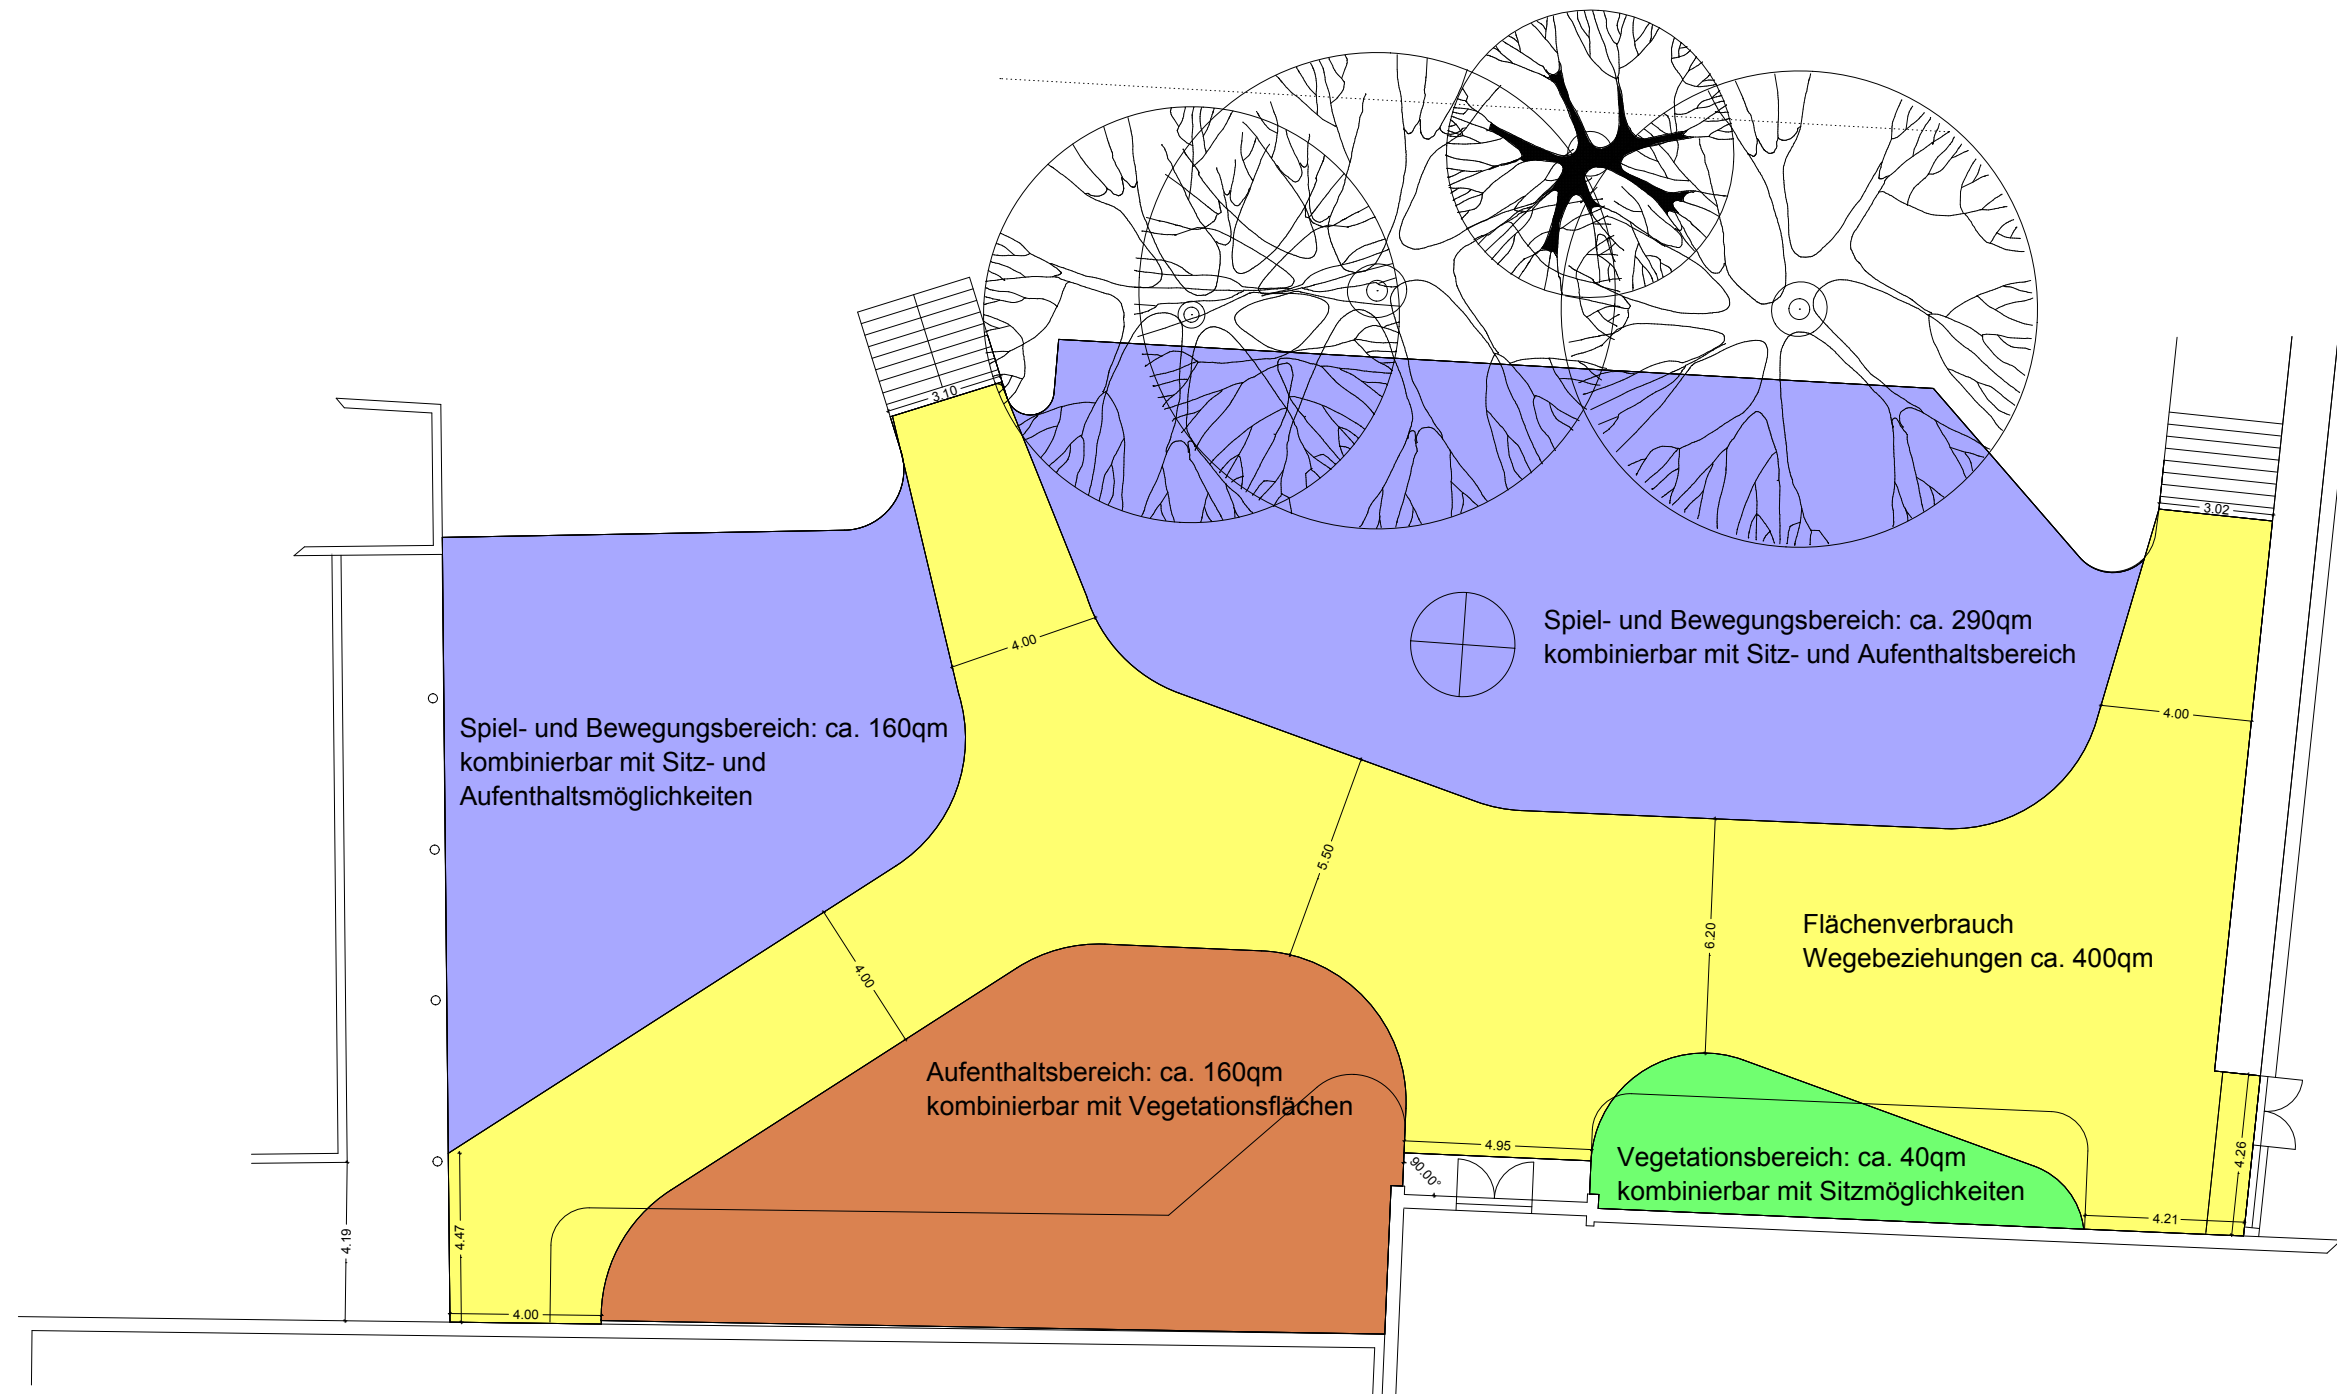 3.10
3.02
4.00
Spiel- und Bewegungsbereich: ca. 290qm
kombinierbar mit Sitz- und Aufenthaltsbereich
4.00
Spiel- und Bewegungsbereich: ca. 160qm
kombinierbar mit Sitz- und
Aufenthaltsmöglichkeiten
5.50
6.20
Flächenverbrauch
Wegebeziehungen ca. 400qm
4.00
Aufenthaltsbereich: ca. 160qm
kombinierbar mit Vegetationsflächen
4.95
90.00°
Vegetationsbereich: ca. 40qm
kombinierbar mit Sitzmöglichkeiten
4.26
4.21
4.19
4.47
4.00